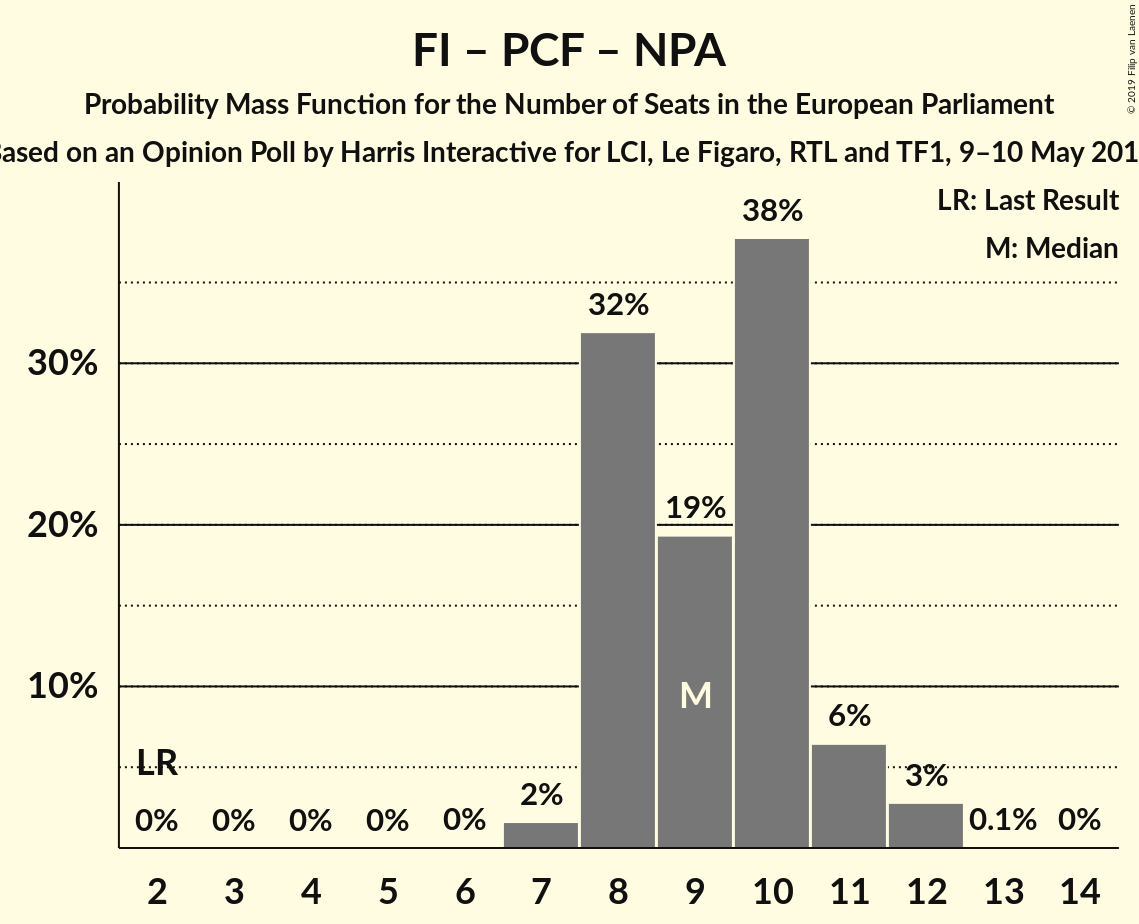 FI – PCF – NPA
Probability Mass Function for the Number of Seats in the European Parliament
Based on an Opinion Poll by Harris Interactive for LCI, Le Figaro, RTL and TF1, 9–10 May 201
© 2019 Filip van Laenen
LR: Last Result
M: Median
38%
32%
30%
19%
20%
10%
M
6%
LR
3%
2%
0% 0% 0% 0% 0% 0.1% 0%
2 3 4 5 6 7 8 9 10 11 12 13 14